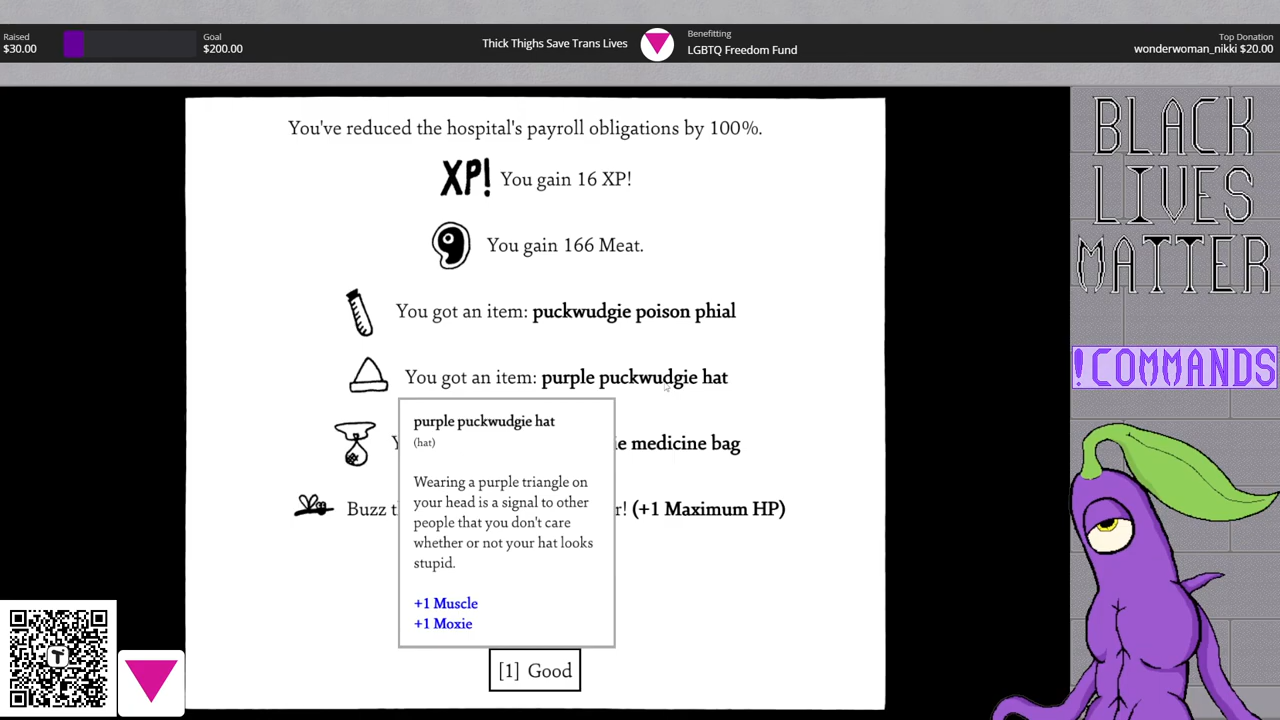 Raised
$30.00
Goal
$200.00
Thick Thighs Save Trans Lives
Benefitting
LGBTQ Freedom Fund
Top Donation
wonderwoman_nikki $20.00
You've reduced the hospital's payroll obligations by 100%.
XP! You gain 16 XP!
You gain 166 Meat.
You got an item: puckwudgie poison phial
You got an item: purple puckwudgie hat
medicine bag
Buzz
(+1 Maximum HP)
purple puckwudgie hat
(hat)
Wearing a purple triangle on
your head is a signal to other
people that you don't care
whether or not your hat looks
stupid.
+1 Muscle
+1 Moxie
[1] Good
BLACK
LIVES
MATTER
!COMMANDS
T